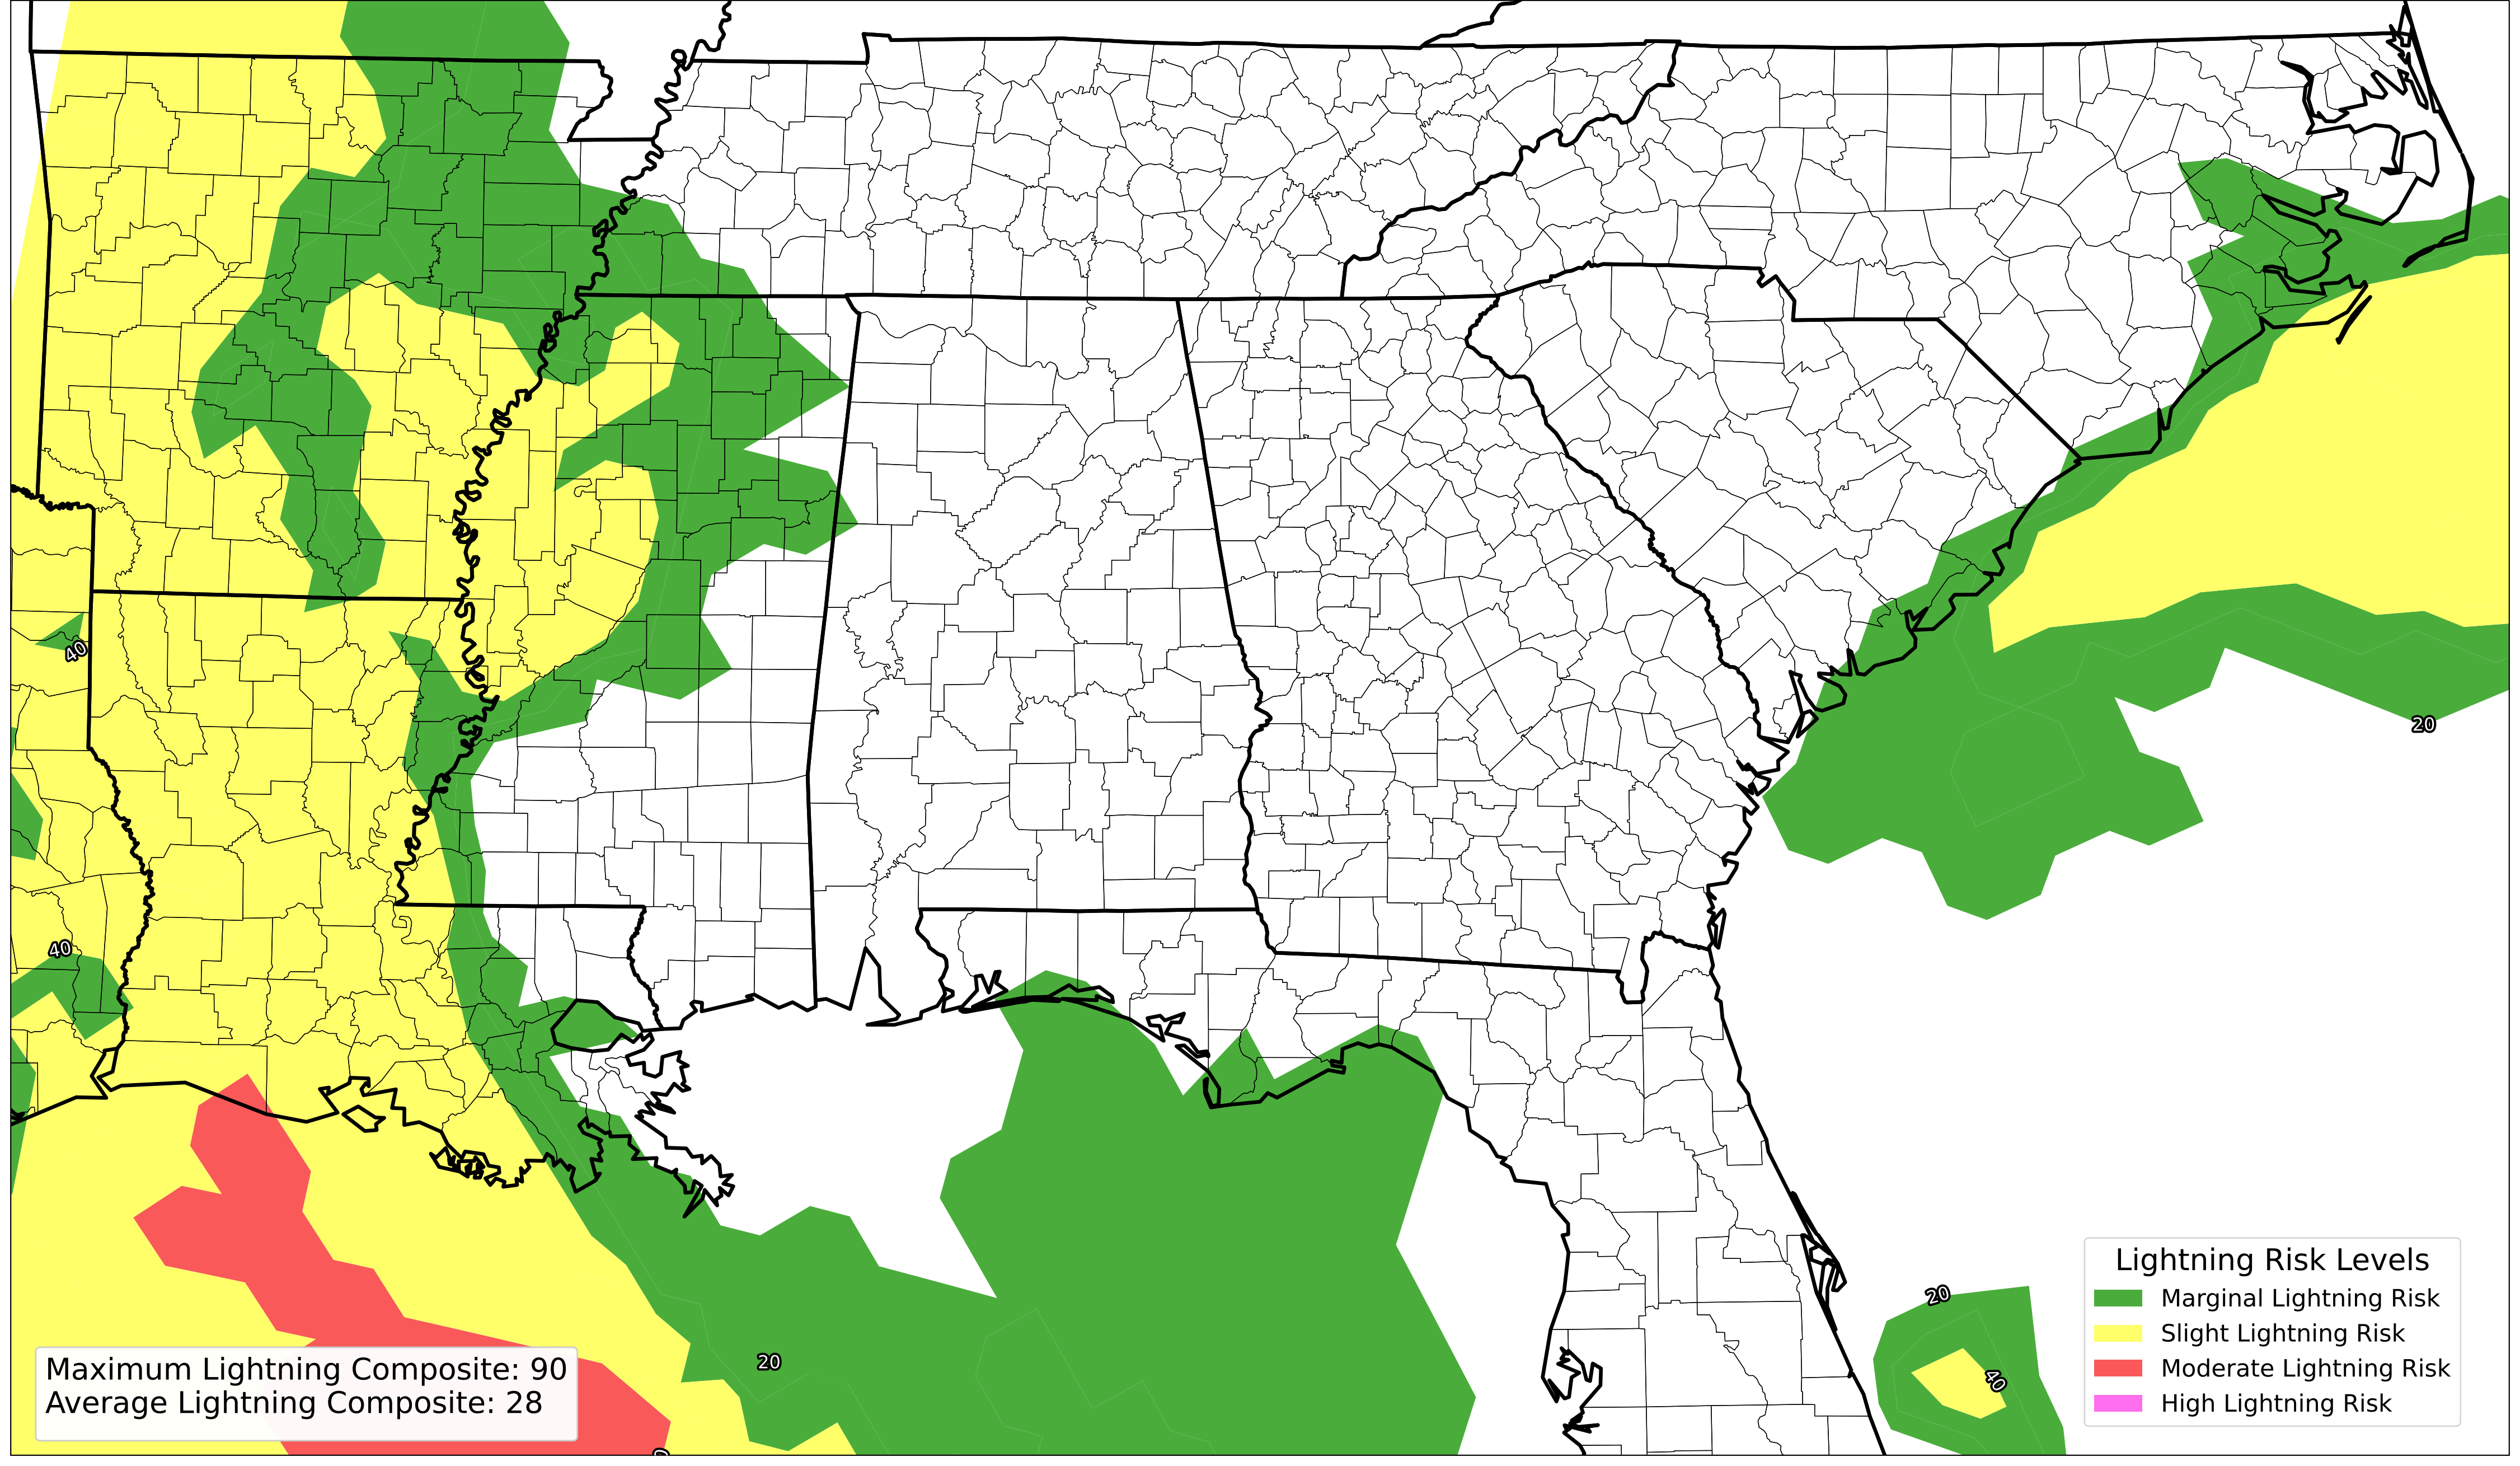 40
20
40
Lightning Risk Levels
20
Marginal Lightning Risk
Slight Lightning Risk
20
Maximum Lightning Composite: 90
Moderate Lightning Risk
40
Average Lightning Composite: 28
High Lightning Risk